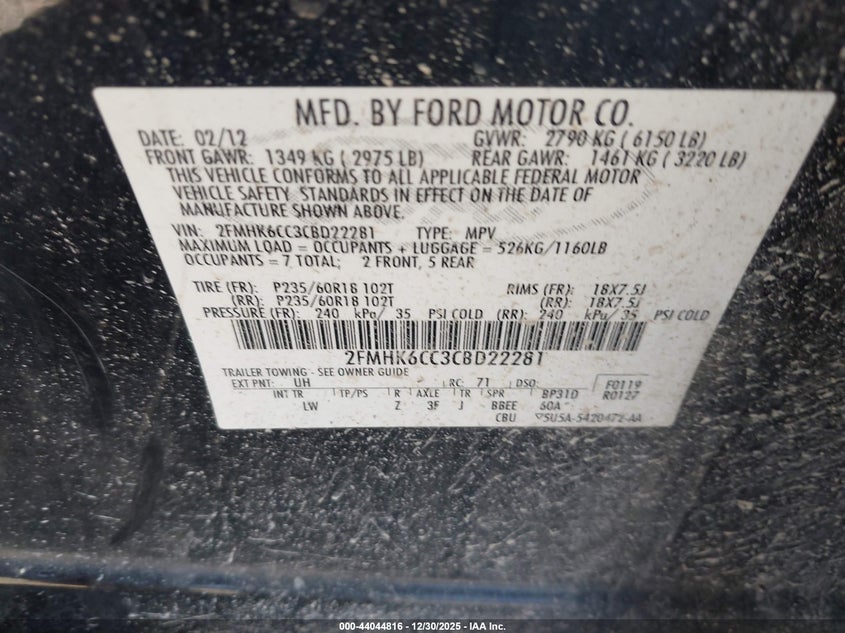 MFD. BY FORD MOTOR CO.
DATE: 02/12 GVWR: 2790 KG ( 6150 LB)
FRONT GAWR: 1349 KG ( 2975 LB) REAR GAWR: 1461 KG ( 3220 LB)
THIS VEHICLE CONFORMS TO ALL APPLICABLE FEDERAL MOTOR
VEHICLE SAFETY STANDARDS IN EFFECT ON THE DATE OF
MANUFACTURE SHOWN ABOVE.
VIN: 2FMHK6CC3CBD22281 TYPE: MPV
MAXIMUM LOAD = OCCUPANTS + LUGGAGE = 526KG/1160LB
OCCUPANTS = 7 TOTAL; 2 FRONT, 5 REAR
TIRE (FR): P235/60R18 102T RIMS (FR): 18X7.5J
(RR): P235/60R18 102T (RR): 18X7.5J
PRESSURE (FR): 240 kPa/ 35 PSI COLD (RR): 240 kPa/ 35 PSI COLD
2FMHK6CC3CBD22281
TRAILER TOWING - SEE OWNER GUIDE
EXT PNT: UH RC: 71 DSO: F0119
INT TR TP/PS R AXLE TR SPR BP310 R0127
LW Z 3F J BBEE 60A
CBU 5U5A-5420472-AA
000-44044816 - 12/30/2025 - IAA Inc.